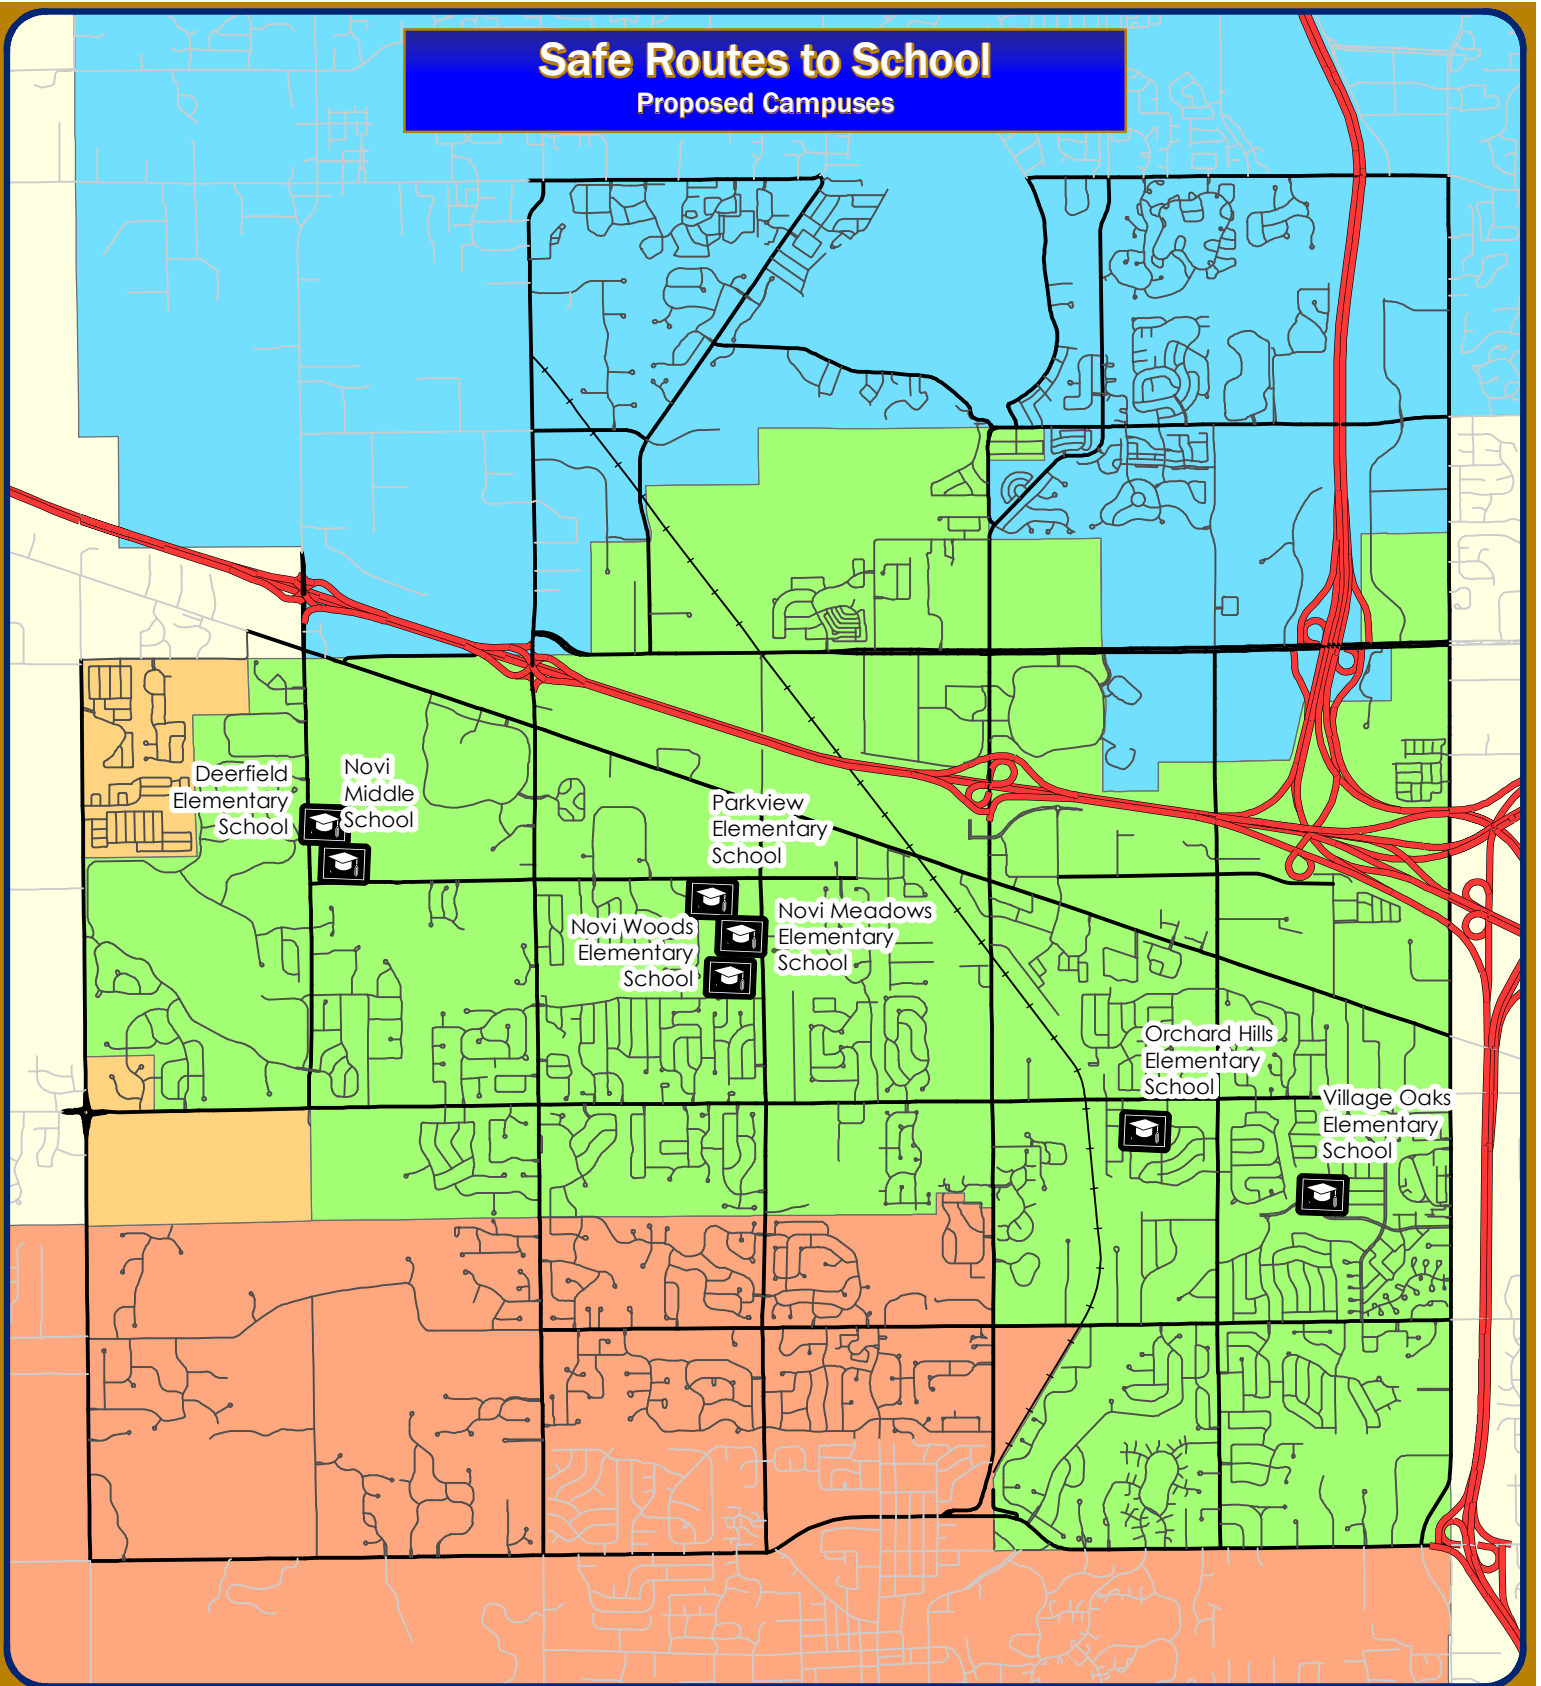 Safe Routes to School
Proposed Campuses
Deerfield
Elementary
School
Novi
Middle
School
Parkview
Elementary
School
Novi Woods
Elementary
School
Novi Meadows
Elementary
School
Orchard Hills
Elementary
School
Village Oaks
Elementary
School